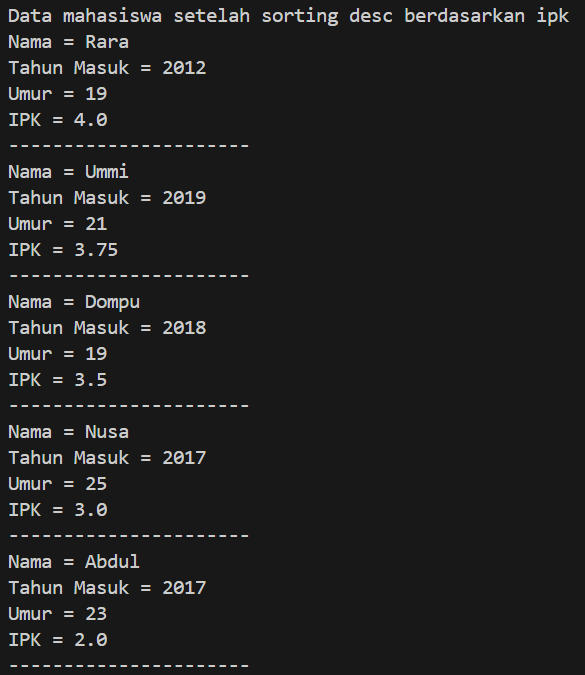 Data mahasiswa setelah sorting desc berdasarkan ipk
Nama = Rara
Tahun Masuk = 2012
Umur = 19
IPK = 4.0
----------------------
Nama = Ummi
Tahun Masuk = 2019
Umur = 21
IPK = 3.75
----------------------
Nama = Dompu
Tahun Masuk = 2018
Umur = 19
IPK = 3.5
----------------------
Nama = Nusa
Tahun Masuk = 2017
Umur = 25
IPK = 3.0
----------------------
Nama = Abdul
Tahun Masuk = 2017
Umur = 23
IPK = 2.0
----------------------